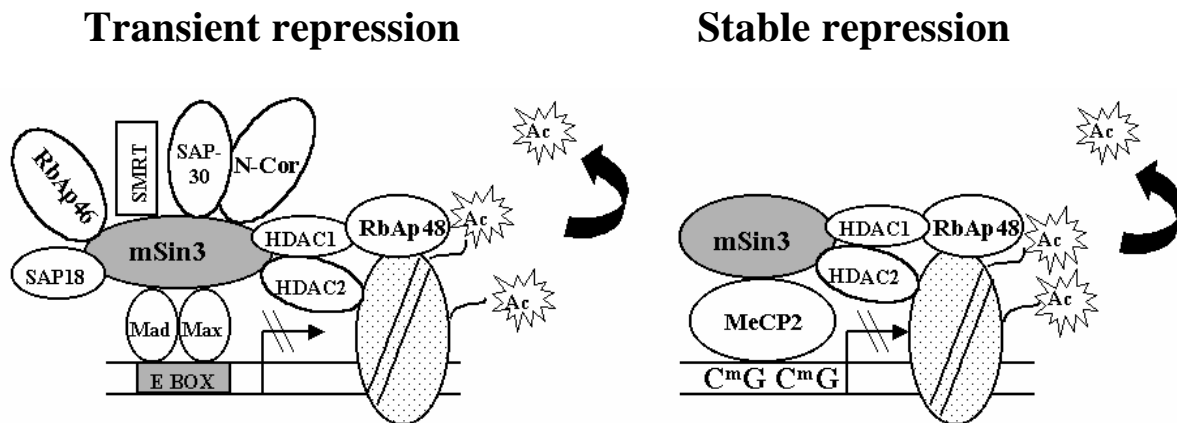 Transient repression
Stable repression
RbAp46
SMRT
SAP-
30
N-Cor
Ac
mSin3
HDAC1
RbAp48
Ac
SAP18
HDAC2
Ac
Mad
Max
E BOX
Ac
mSin3
HDAC1
RbAp48
Ac
HDAC2
Ac
MeCP2
CᵐG CᵐG